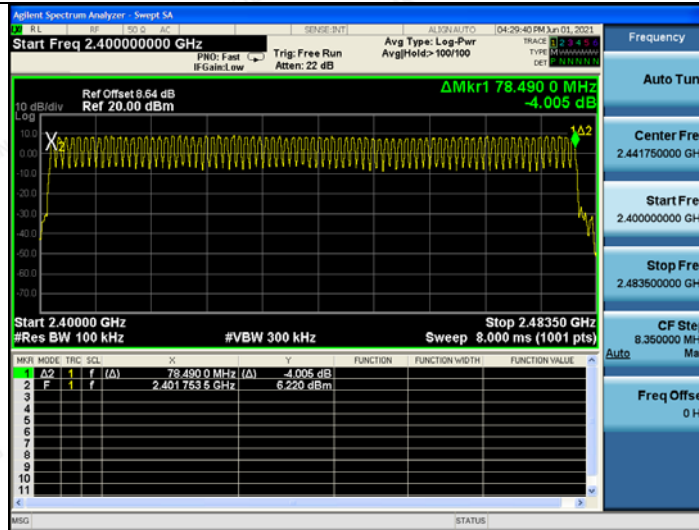 Agilent Spectrum Analyzer - Swept SA
RL RF 50 Ω AC SENSE:INT ALIGN AUTO 04:29:40 PM Jun 01, 2021
Start Freq 2.400000000 GHz
PNO: Fast
IFGain:Low
Trig: Free Run
Atten: 22 dB
Avg Type: Log-Pwr
Avg|Hold:> 100/100
TRACE 1 2 3 4 5 6
TYPE MWWWWW
DET P N N N N N
Ref Offset 8.64 dB
Ref 20.00 dBm
10 dB/div
Log
ΔMkr1 78.490 0 MHz
-4.005 dB
10.0
0.00
-10.0
-20.0
-30.0
-40.0
-50.0
-60.0
-70.0
X2
1Δ2
Start 2.40000 GHz
#Res BW 100 kHz
#VBW 300 kHz
Stop 2.48350 GHz
Sweep 8.000 ms (1001 pts)
MKR MODE TRC SCL X Y FUNCTION FUNCTION WIDTH FUNCTION VALUE
1 Δ2 1 f (Δ) 78.490 0 MHz (Δ) -4.005 dB
2 F 1 f 2.401 753 5 GHz 6.220 dBm
3
4
5
6
7
8
9
10
11
MSG STATUS
Frequency
Auto Tun
Center Fre
2.441750000 GH
Start Fre
2.400000000 GH
Stop Fre
2.483500000 GH
CF Ste
8.350000 MH
Auto Ma
Freq Offse
0 H